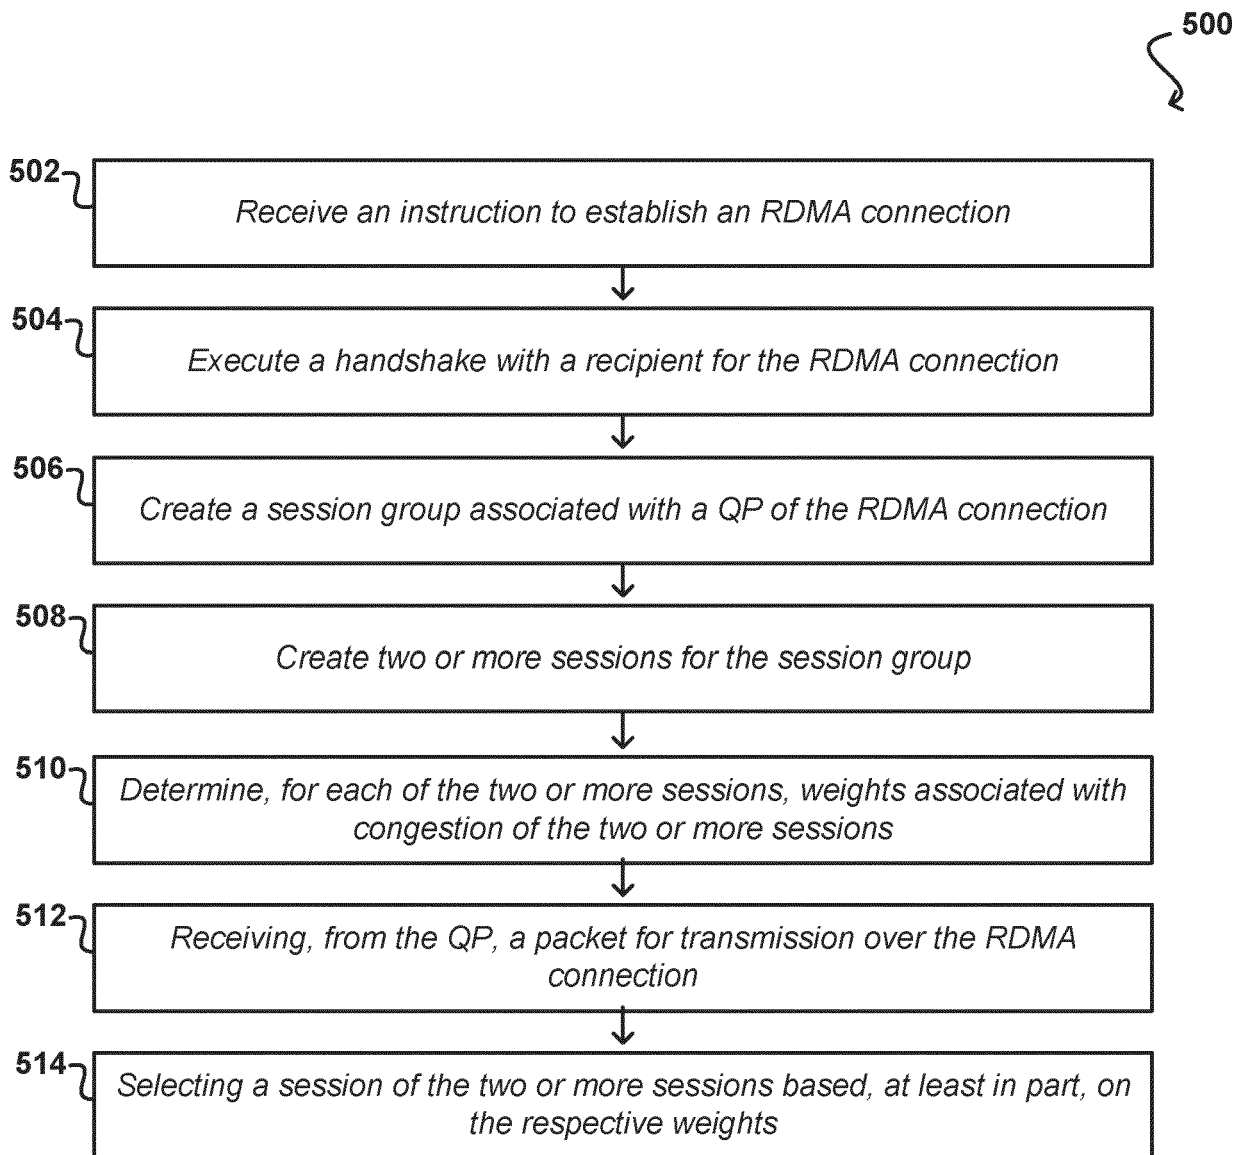 500
502
Receive an instruction to establish an RDMA connection
504
Execute a handshake with a recipient for the RDMA connection
506
Create a session group associated with a QP of the RDMA connection
508
Create two or more sessions for the session group
510
Determine, for each of the two or more sessions, weights associated with
congestion of the two or more sessions
512
Receiving, from the QP, a packet for transmission over the RDMA
connection
514
Selecting a session of the two or more sessions based, at least in part, on
the respective weights